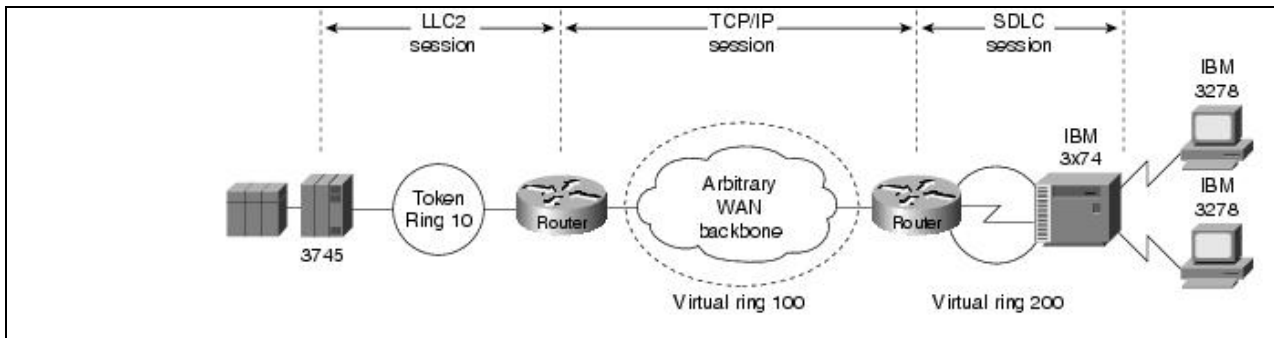 LLC2
session
TCP/IP
session
SDLC
session
IBM
3278
IBM
3x74
IBM
3278
3745
Token
Ring 10
Router
Arbitrary
WAN
backbone
Router
Virtual ring 100
Virtual ring 200